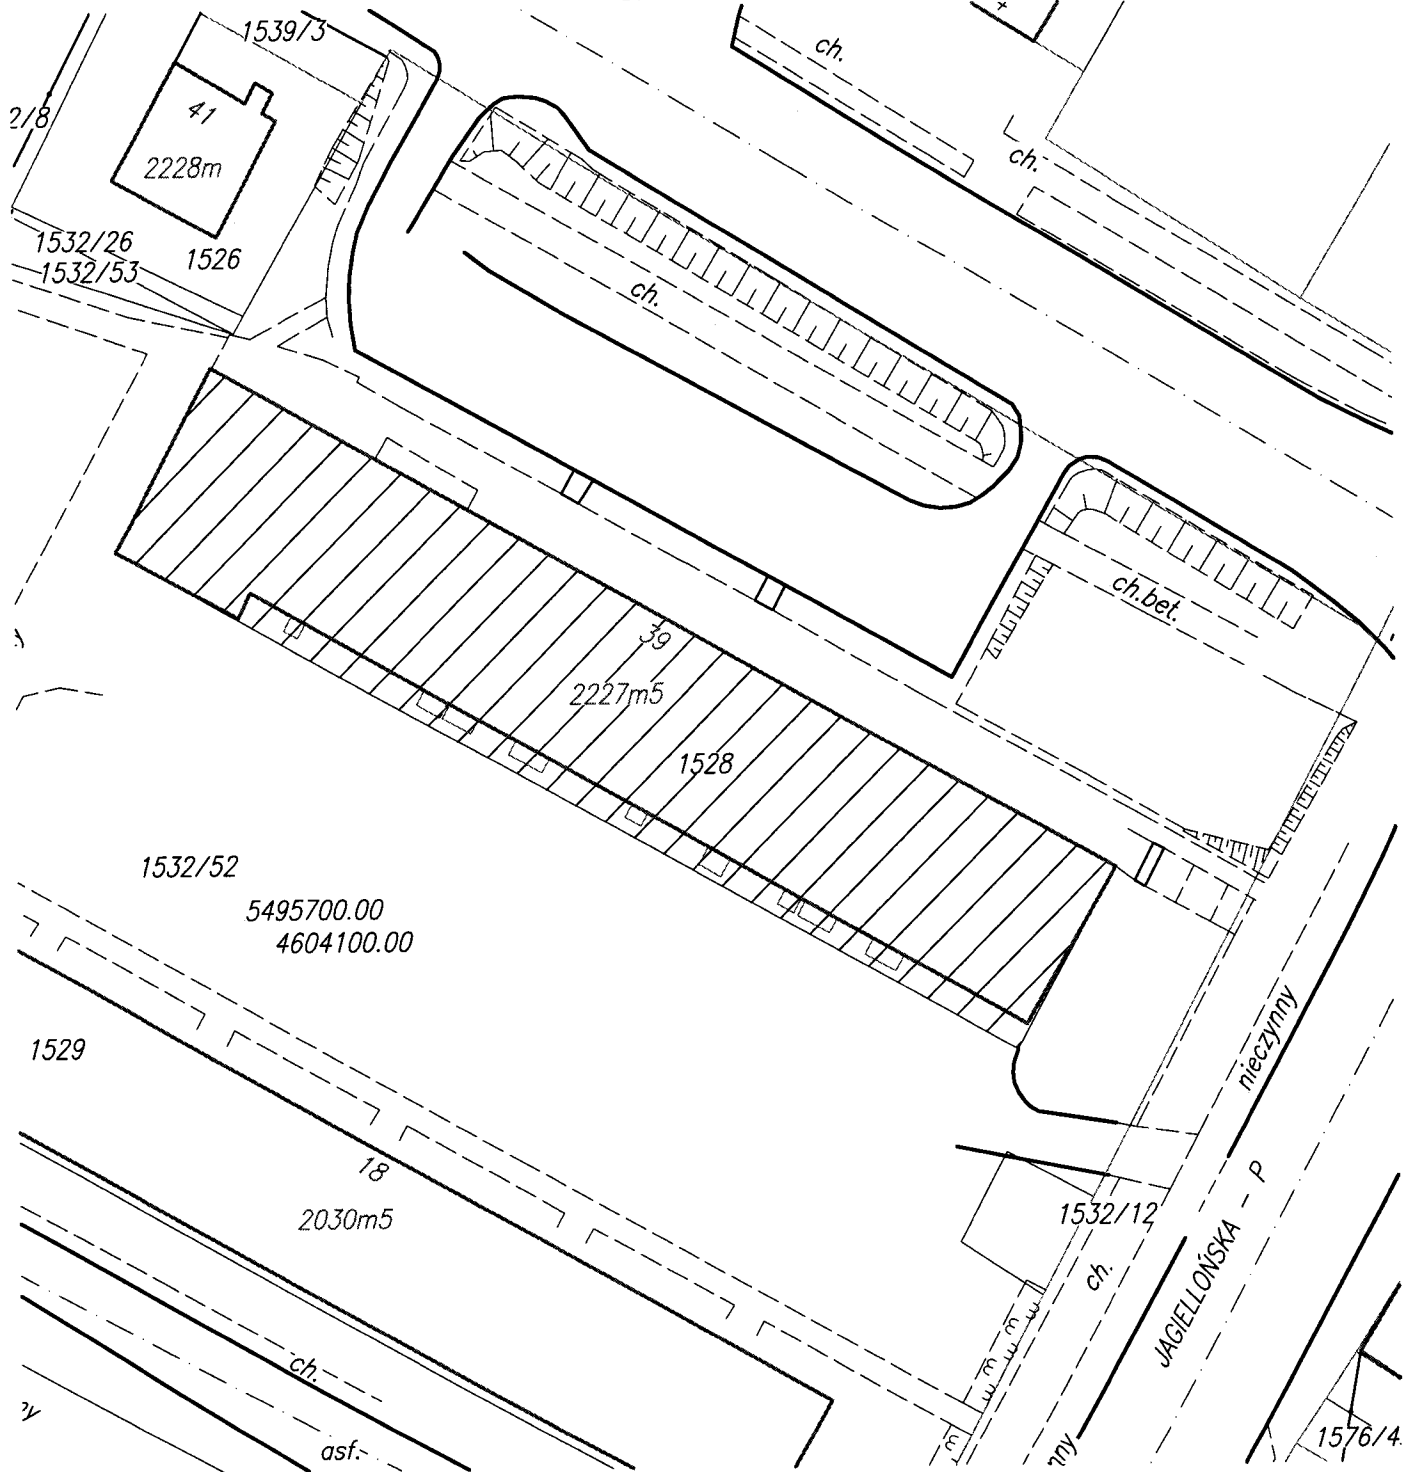 1539/3
ch.
41
2/8
2228m
ch.
1532/26
1526
1532/53
ch.
ch.bet.
39
2227m5
1528
1532/52
5495700.00
4604100.00
1529
nieczynny
18
2030m5
1532/12
ch.
JAGIELLOŃSKA - P
ch.
asf.
1576/4
nny